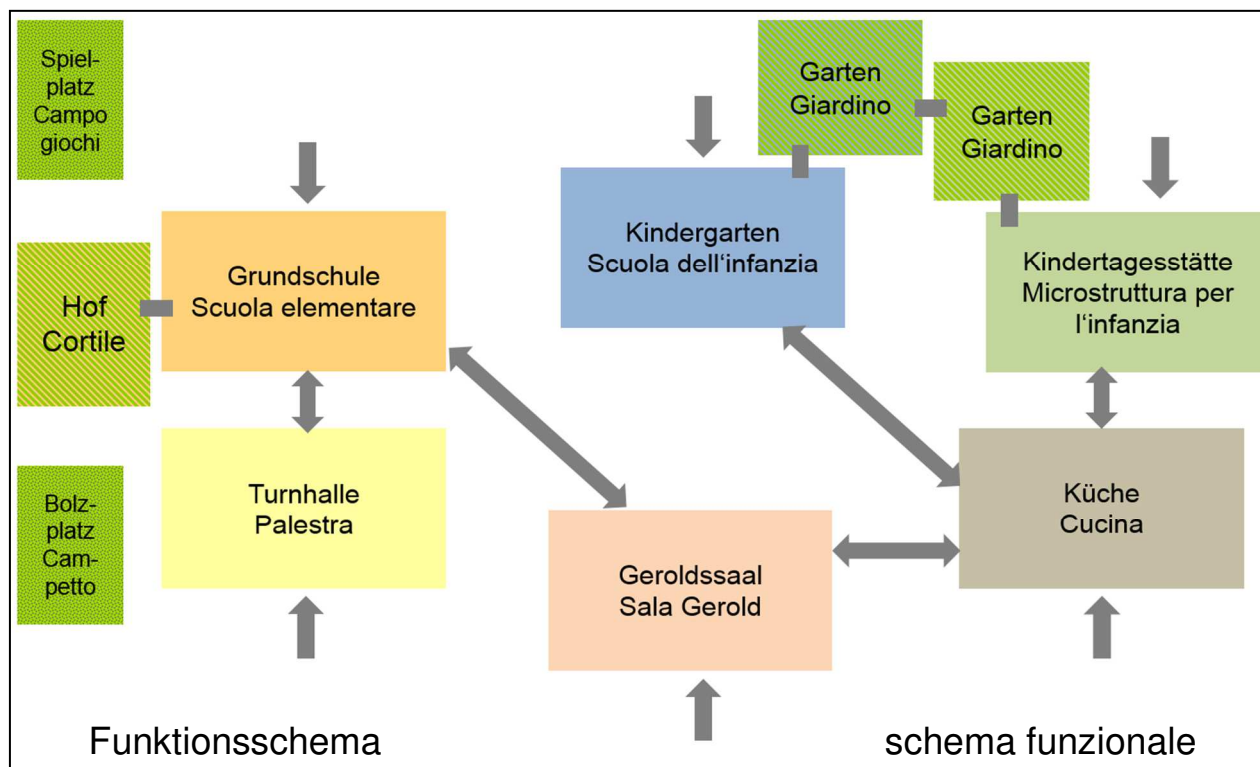 Spiel-
platz
Campo
giochi
Garten
Giardino
Garten
Giardino
Kindergarten
Scuola dell‘infanzia
Grundschule
Scuola elementare
Kindertagesstätte
Microstruttura per
l‘infanzia
Hof
Cortile
Bolz-
platz
Cam-
petto
Turnhalle
Palestra
Küche
Cucina
Geroldssaal
Sala Gerold
Funktionsschema
schema funzionale